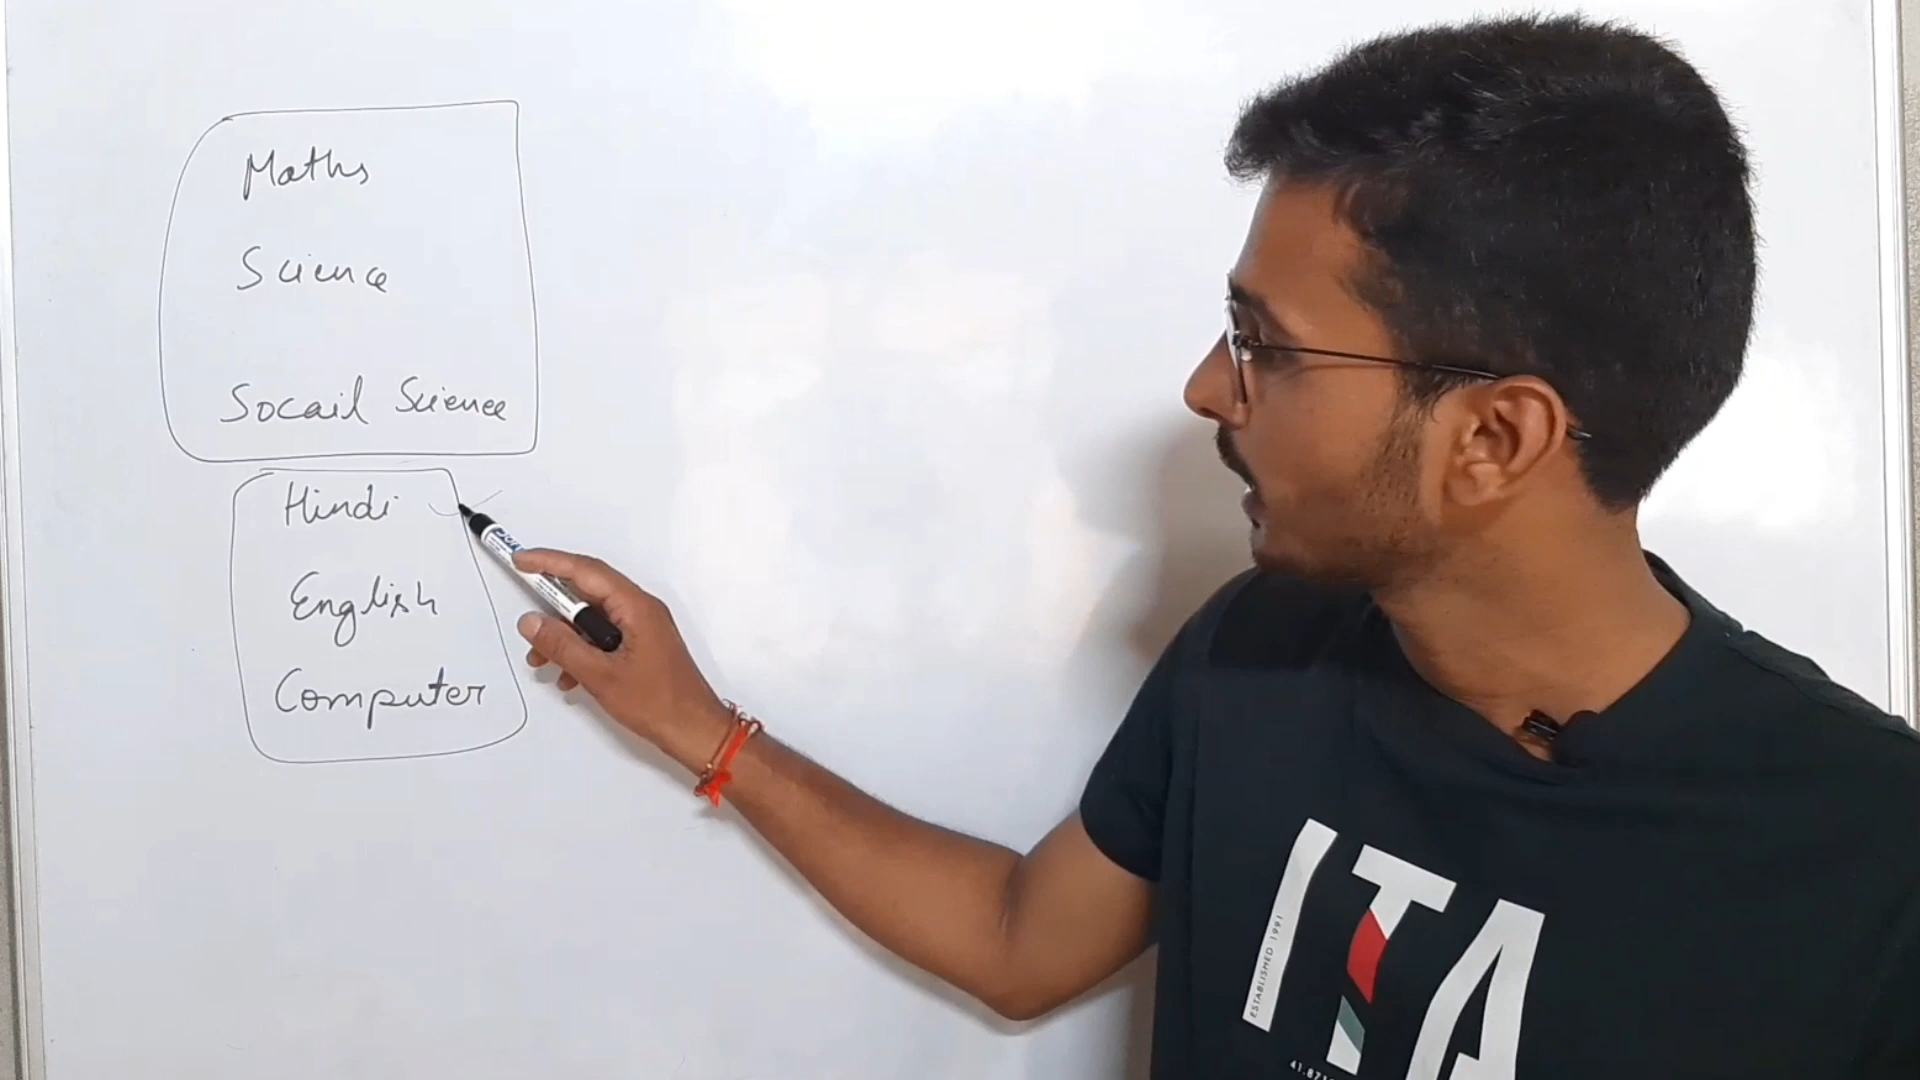 Maths
Science
Socail Science
Hindi
English
Computer
ITA
ESTABLISHED 1991